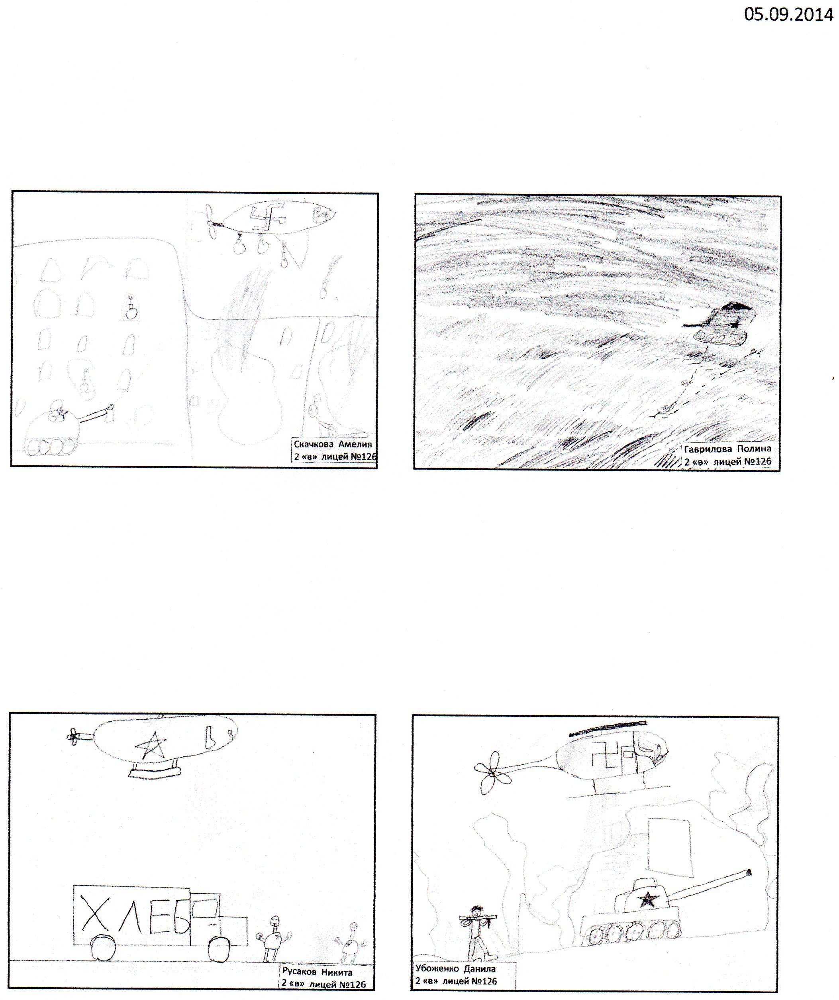 05.09.2014
Скачкова Амелия
2 «в» лицей №126
Гаврилова Полина
2 «в» лицей №126
ХЛЕБ
Русаков Никита
2 «в» лицей №126
Убоженко Данила
2 «в» лицей №126